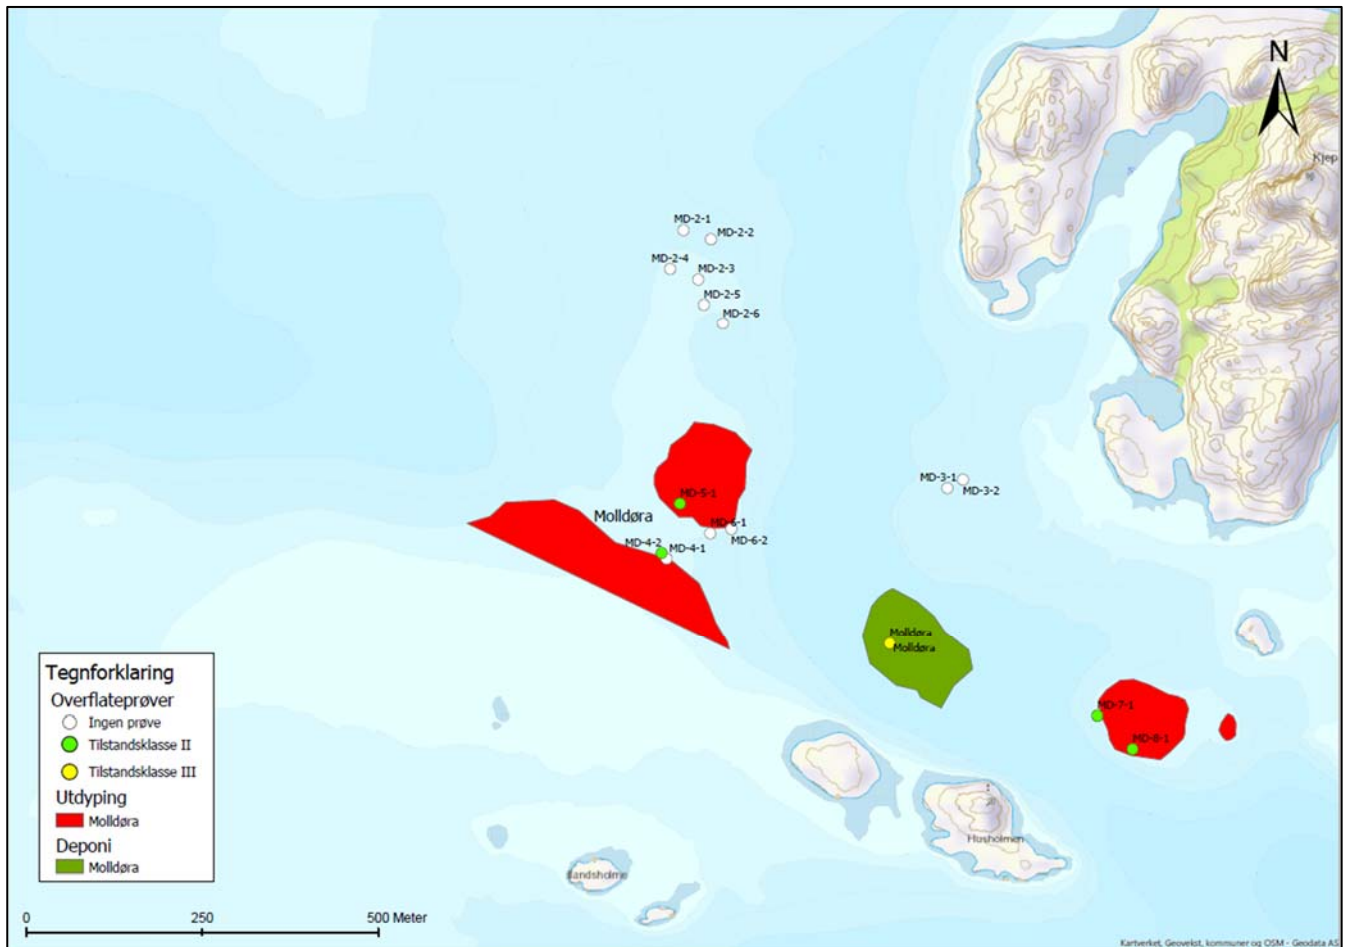 N
Kjep
MD-2-1
MD-2-2
MD-2-4
MD-2-3
MD-2-5
MD-2-6
MD-3-1
MD-3-2
MD-5-1
Molldøra
MD-6-1
MD-6-2
MD-4-2
MD-4-1
Molldøra
Molldøra
MD-7-1
MD-8-1
Husholmen
Tegnforklaring
Overflateprøver
Ingen prøve
Tilstandsklasse II
Tilstandsklasse III
Utdyping
Molldøra
Deponi
Molldøra
0 250 500 Meter
Kartverket, Geovekst, kommuner og OSM - Geodata AS